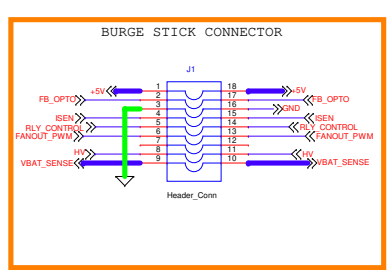 BURGE STICK CONNECTOR
J1
+5V 1 18 +5V
FB_OPTO 2 17 FB_OPTO
3 16 GND
ISEN 4 15 ISEN
RLY_CONTROL 5 14 RLY_CONTROL
FANOUT_PWM 6 13 FANOUT_PWM
7 12
HV 8 11 HV
VBAT_SENSE 9 10 VBAT_SENSE
Header_Conn